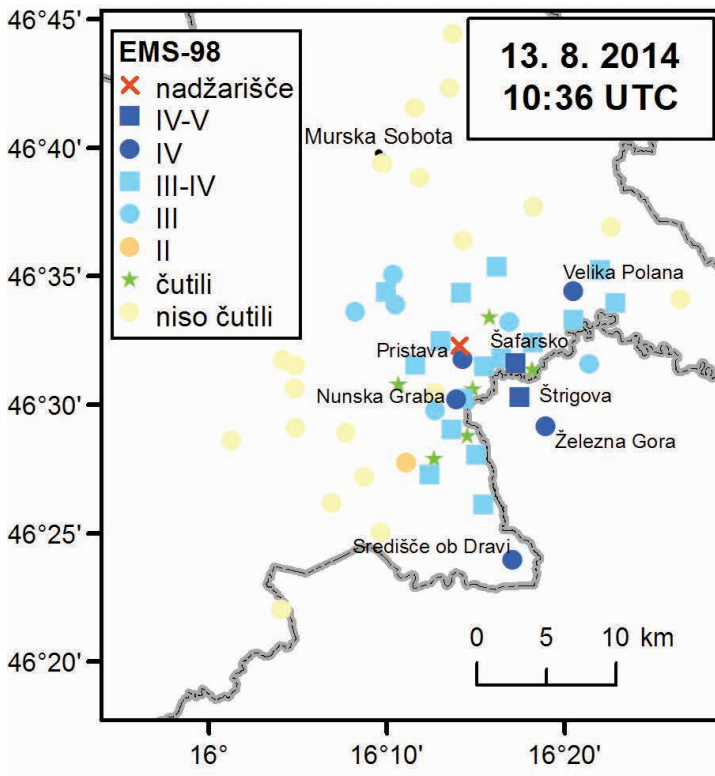 EMS-98
nadžarišče
IV-V
IV
III-IV
III
II
čutili
niso čutili
13. 8. 2014
10:36 UTC
46°45'
46°40'
46°35'
46°30'
46°25'
46°20'
Murska Sobota
Velika Polana
Pristava
Šafarsko
Nunska Graba
Štrigova
Železna Gora
Središče ob Dravi
0 5 10 km
16° 16°10' 16°20'